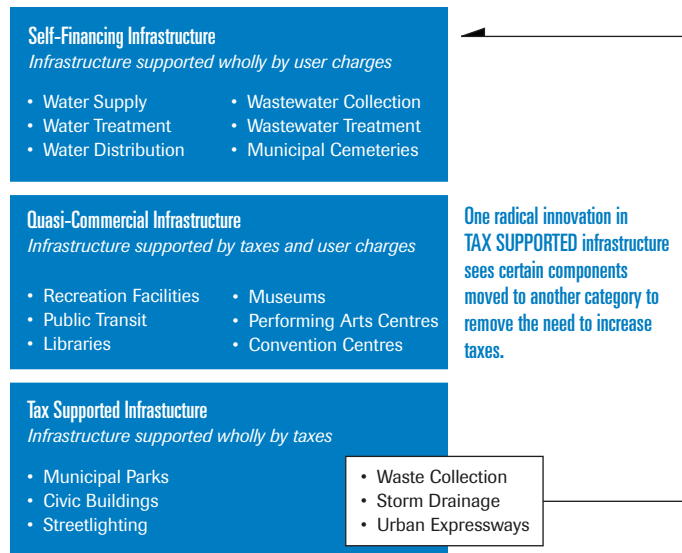 Self-Financing Infrastructure
Infrastructure supported wholly by user charges
• Water Supply
• Water Treatment
• Water Distribution
• Wastewater Collection
• Wastewater Treatment
• Municipal Cemeteries
Quasi-Commercial Infrastructure
Infrastructure supported by taxes and user charges
• Recreation Facilities
• Public Transit
• Libraries
• Museums
• Performing Arts Centres
• Convention Centres
One radical innovation in
TAX SUPPORTED infrastructure
sees certain components
moved to another category to
remove the need to increase
taxes.
Tax Supported Infrastucture
Infrastructure supported wholly by taxes
• Municipal Parks
• Civic Buildings
• Streetlighting
• Waste Collection
• Storm Drainage
• Urban Expressways